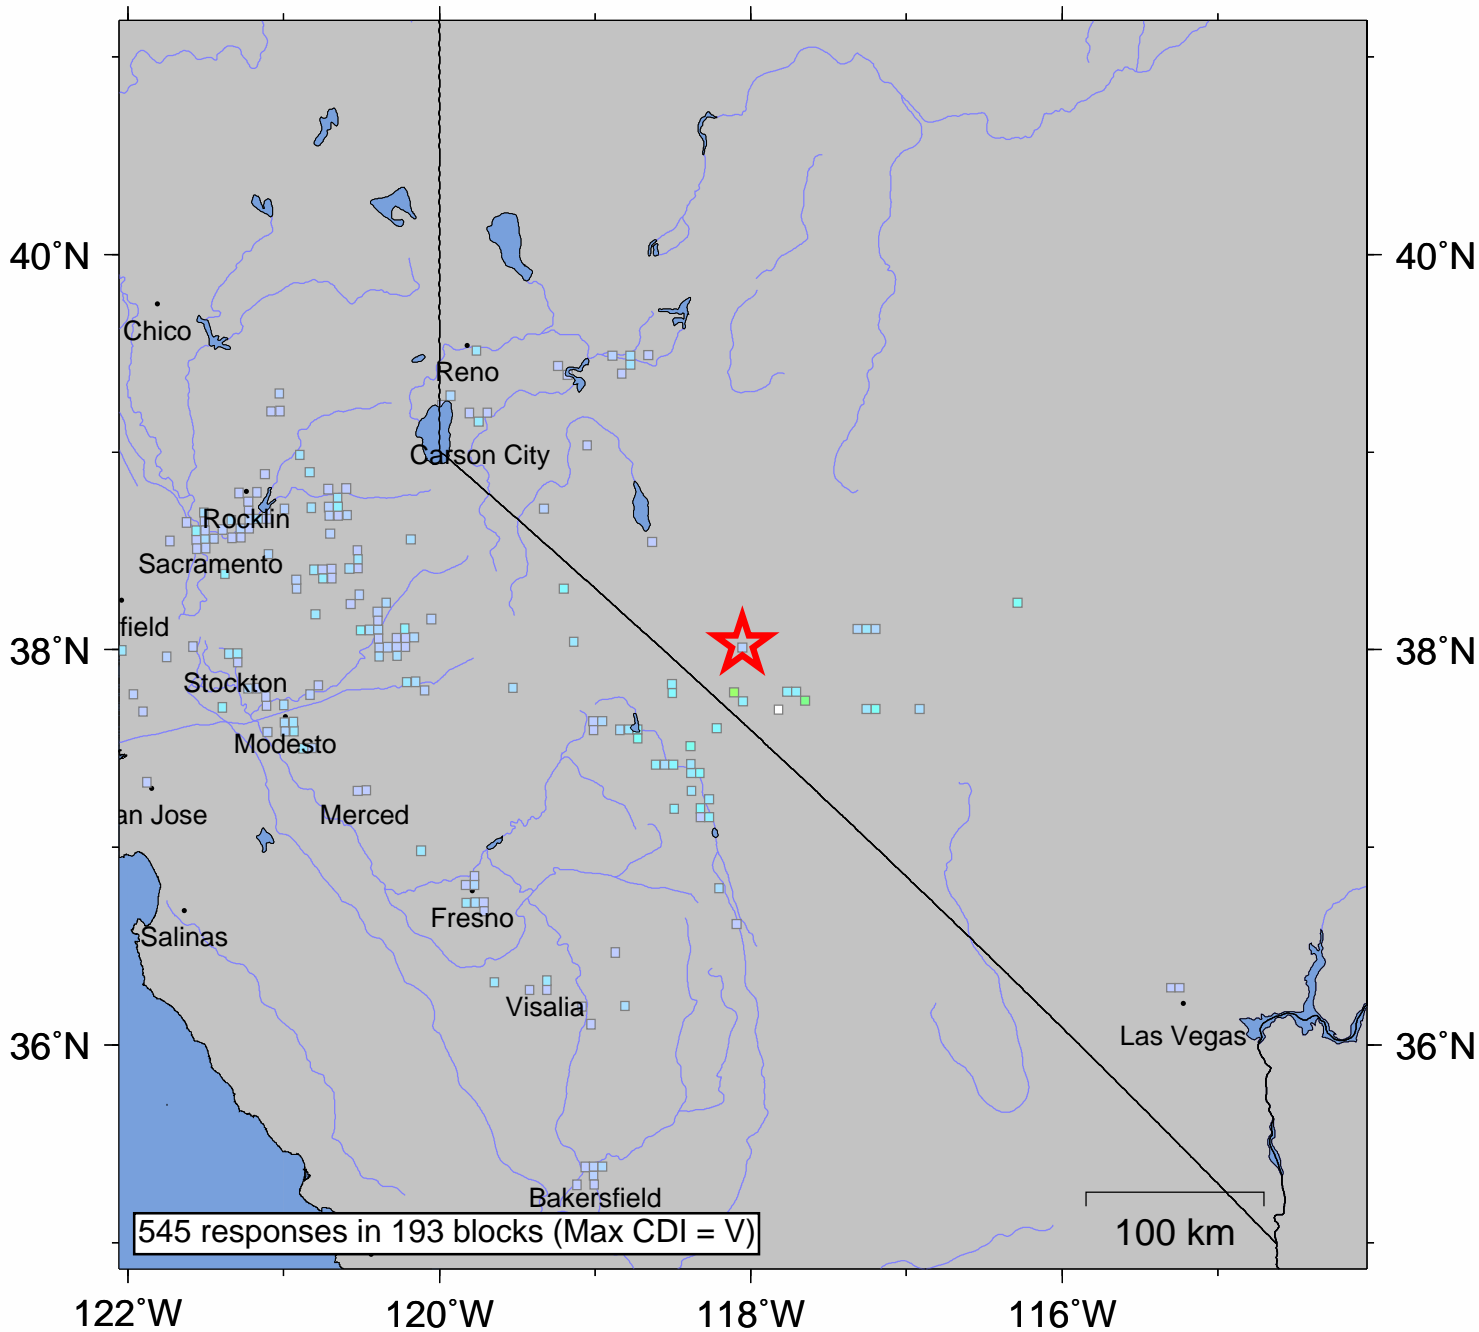 Chico
40°N
40°N
Reno
Carson City
Rocklin
Sacramento
field
38°N
38°N
Stockton
Modesto
an Jose
Merced
Fresno
Salinas
Visalia
Las Vegas
36°N
36°N
Bakersfield
545 responses in 193 blocks (Max CDI = V)
100 km
122°W
120°W
118°W
116°W